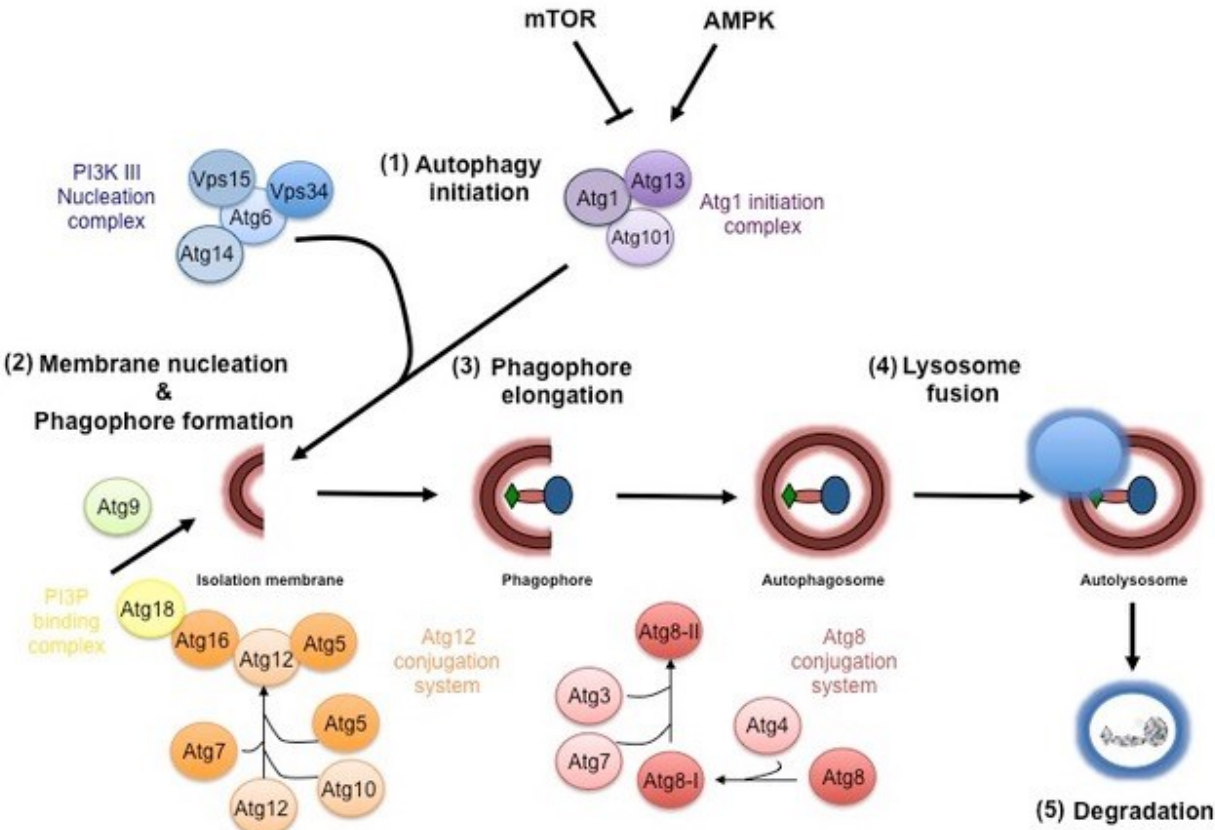 mTOR
AMPK
PI3K III
Nucleation
complex
Vps15
Vps34
Atg6
Atg14
(1) Autophagy
initiation
Atg1
Atg13
Atg101
Atg1 initiation
complex
(2) Membrane nucleation
&
Phagophore formation
(3) Phagophore
elongation
(4) Lysosome
fusion
Atg9
Isolation membrane
Phagophore
Autophagosome
Autolysosome
PI3P
binding
complex
Atg18
Atg16
Atg12
Atg5
Atg12
conjugation
system
Atg7
Atg5
Atg10
Atg12
Atg8-II
Atg3
Atg7
Atg8-I
Atg4
Atg8
Atg8
conjugation
system
(5) Degradation